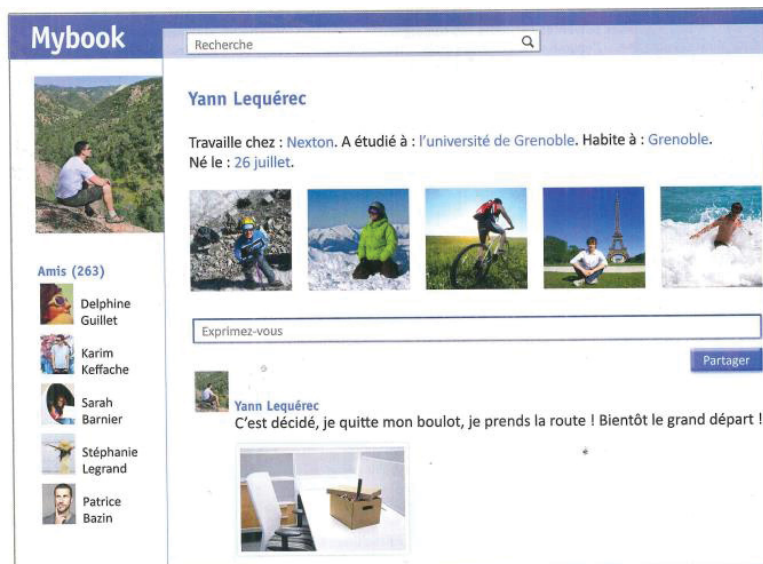 Mybook
Recherche
Yann Lequérec
Travaille chez : Nexton. A étudié à : l'université de Grenoble. Habite à : Grenoble.
Né le : 26 juillet.
Amis (263)
Delphine
Guillet
Karim
Keffache
Sarah
Barnier
Stéphanie
Legrand
Patrice
Bazin
Exprimez-vous
Partager
Yann Lequérec
C'est décidé, je quitte mon boulot, je prends la route ! Bientôt le grand départ !